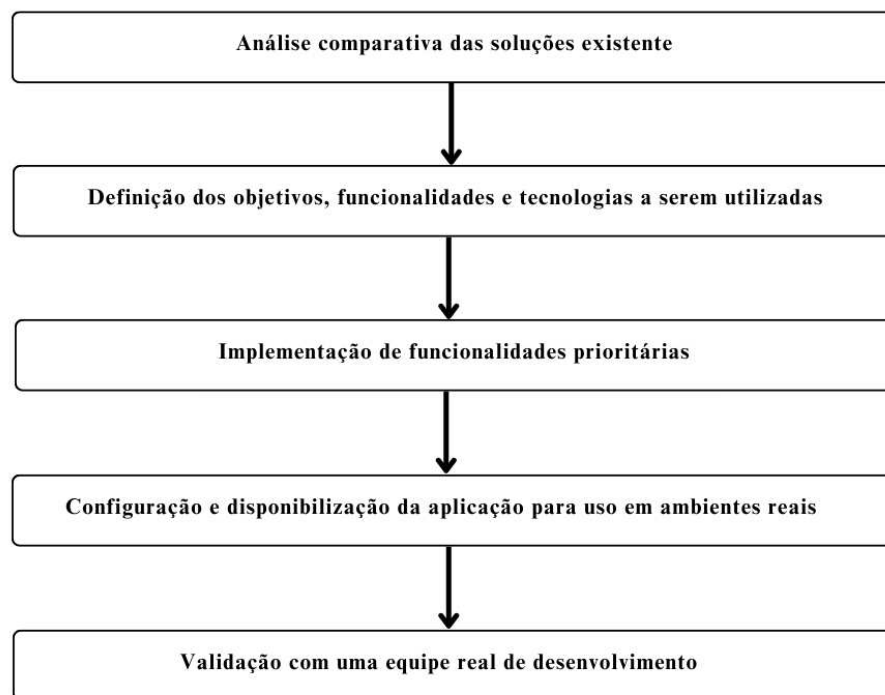 Análise comparativa das soluções existente
Definição dos objetivos, funcionalidades e tecnologias a serem utilizadas
Implementação de funcionalidades prioritárias
Configuração e disponibilização da aplicação para uso em ambientes reais
Validação com uma equipe real de desenvolvimento